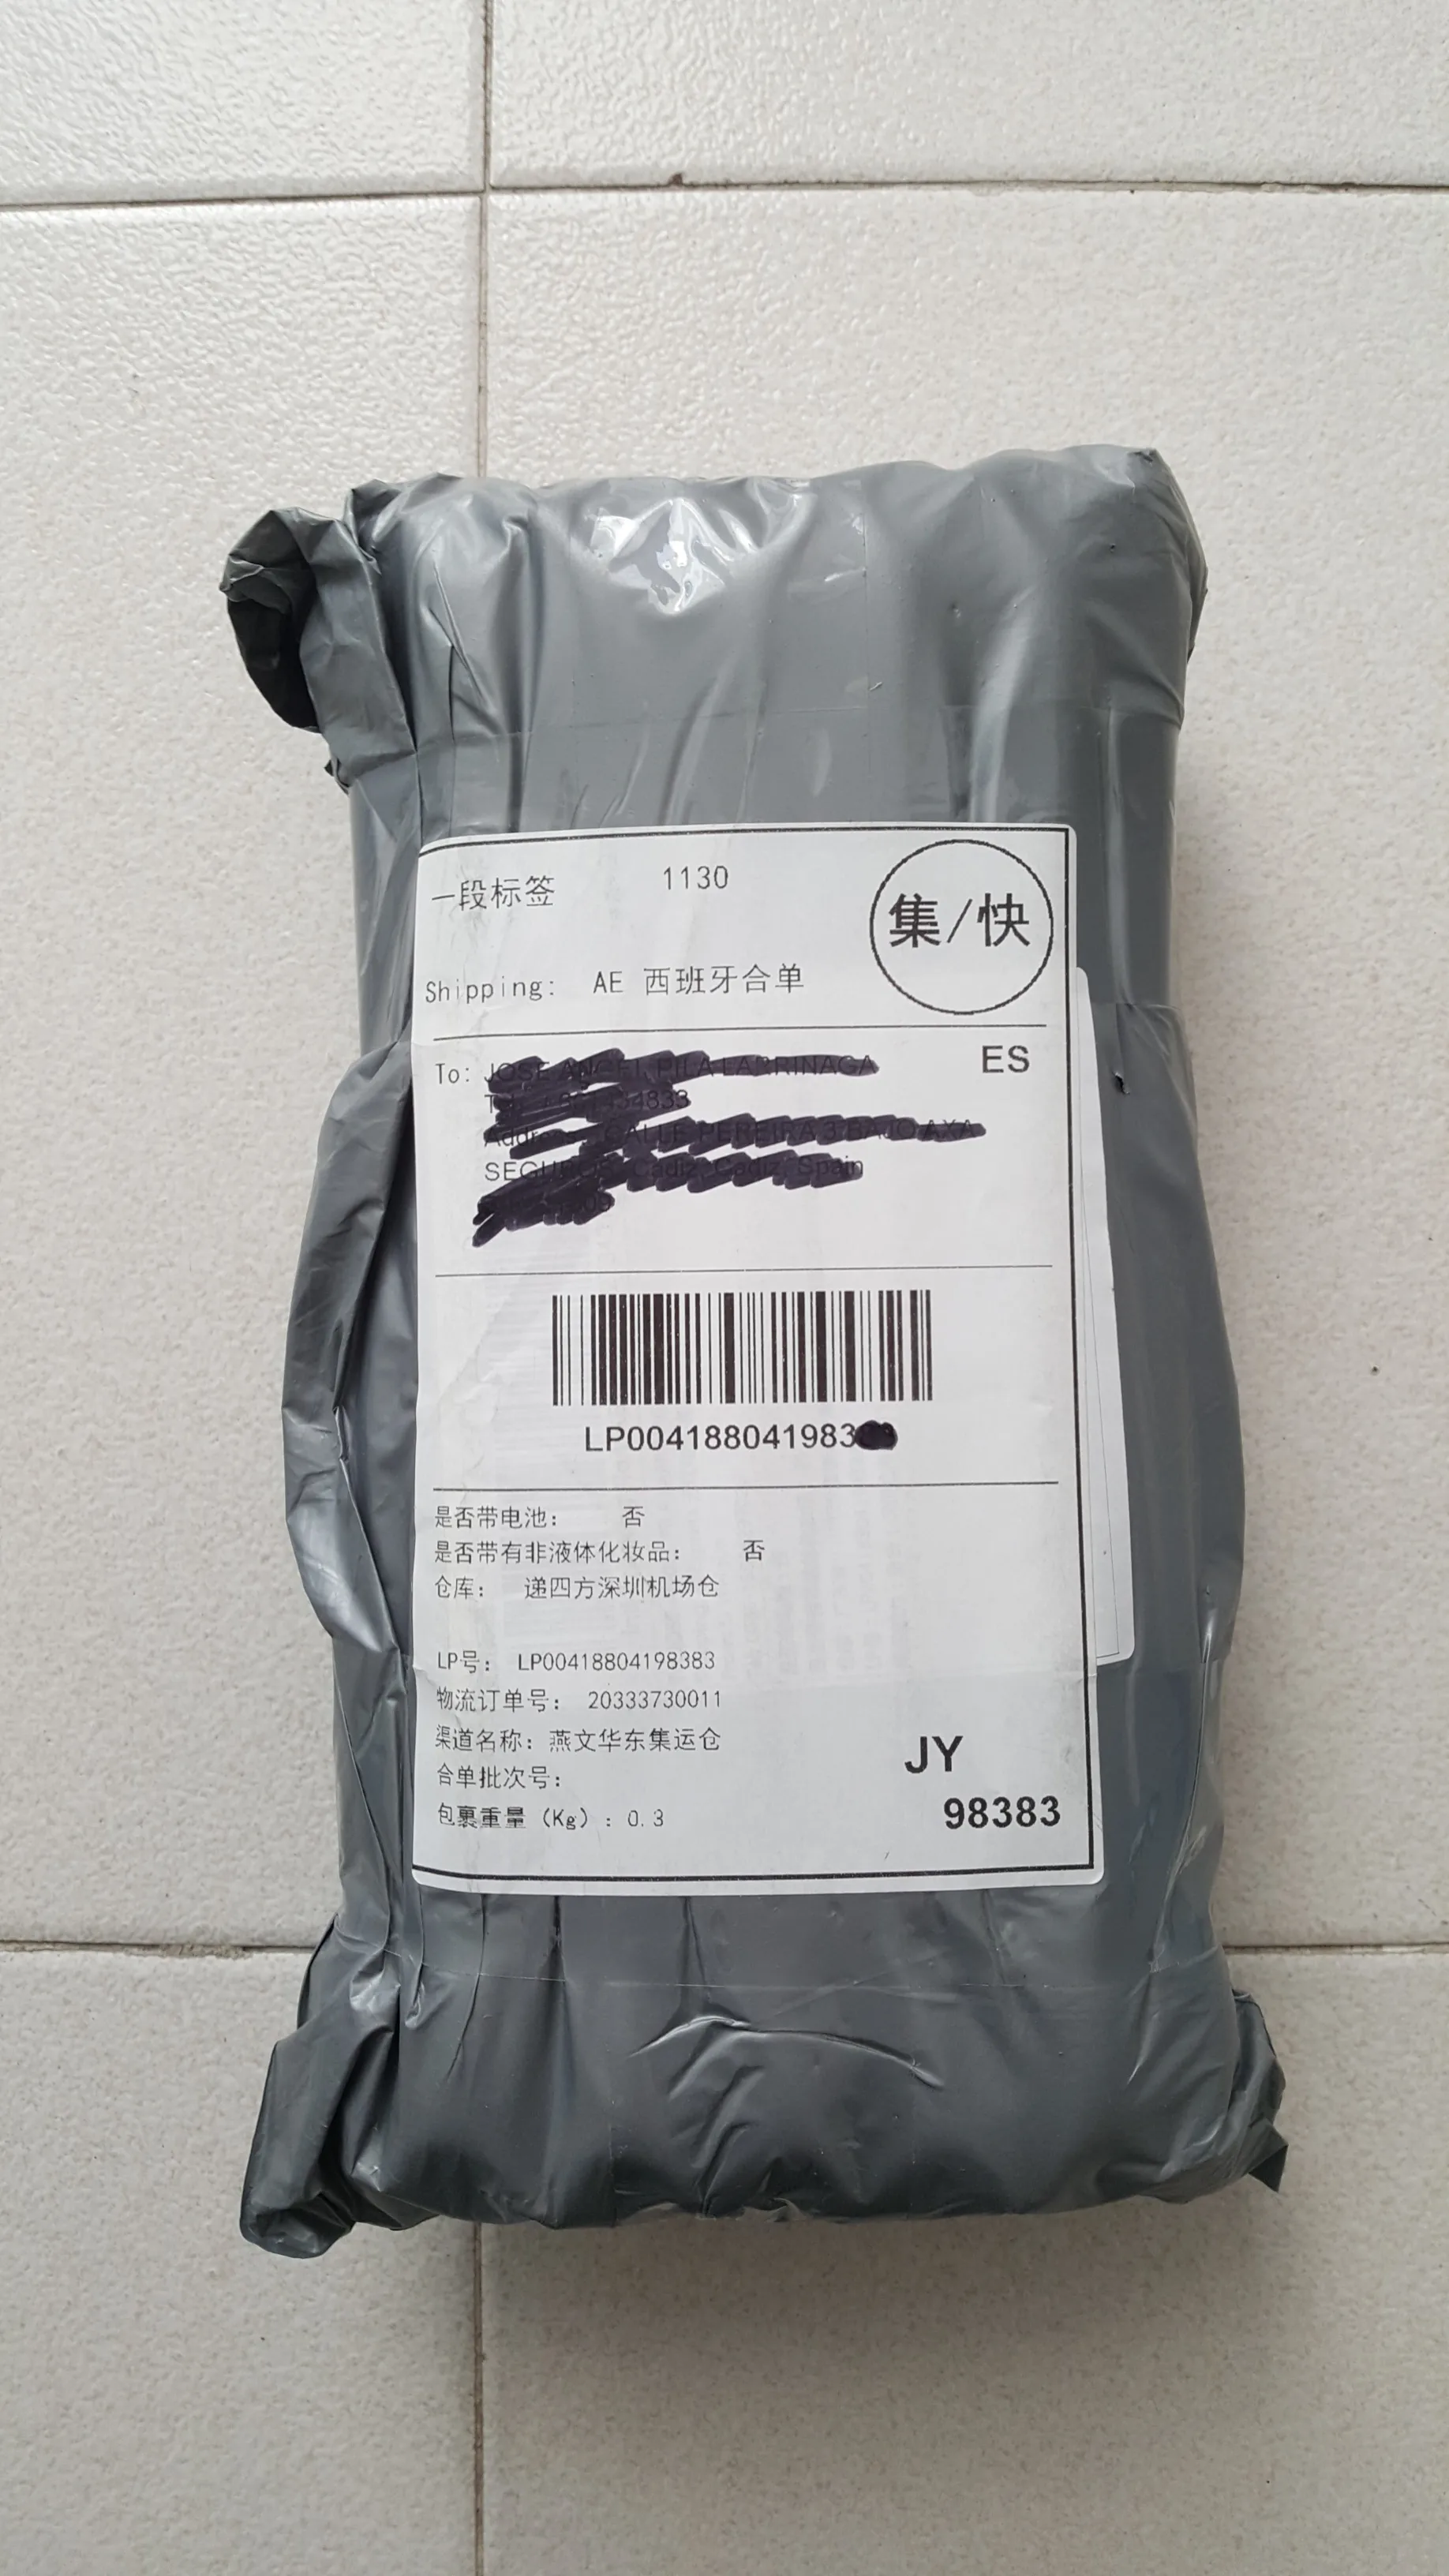 一段标签 1130
集/快
Shipping: AE 西班牙合单
To:
ES
LP004188041983
是否带电池： 否
是否带有非液体化妆品： 否
仓库： 递四方深圳机场仓
LP号： LP00418804198383
物流订单号： 20333730011
渠道名称：燕文华东集运仓
合单批次号：
JY
包裹重量（Kg）：0.3
98383